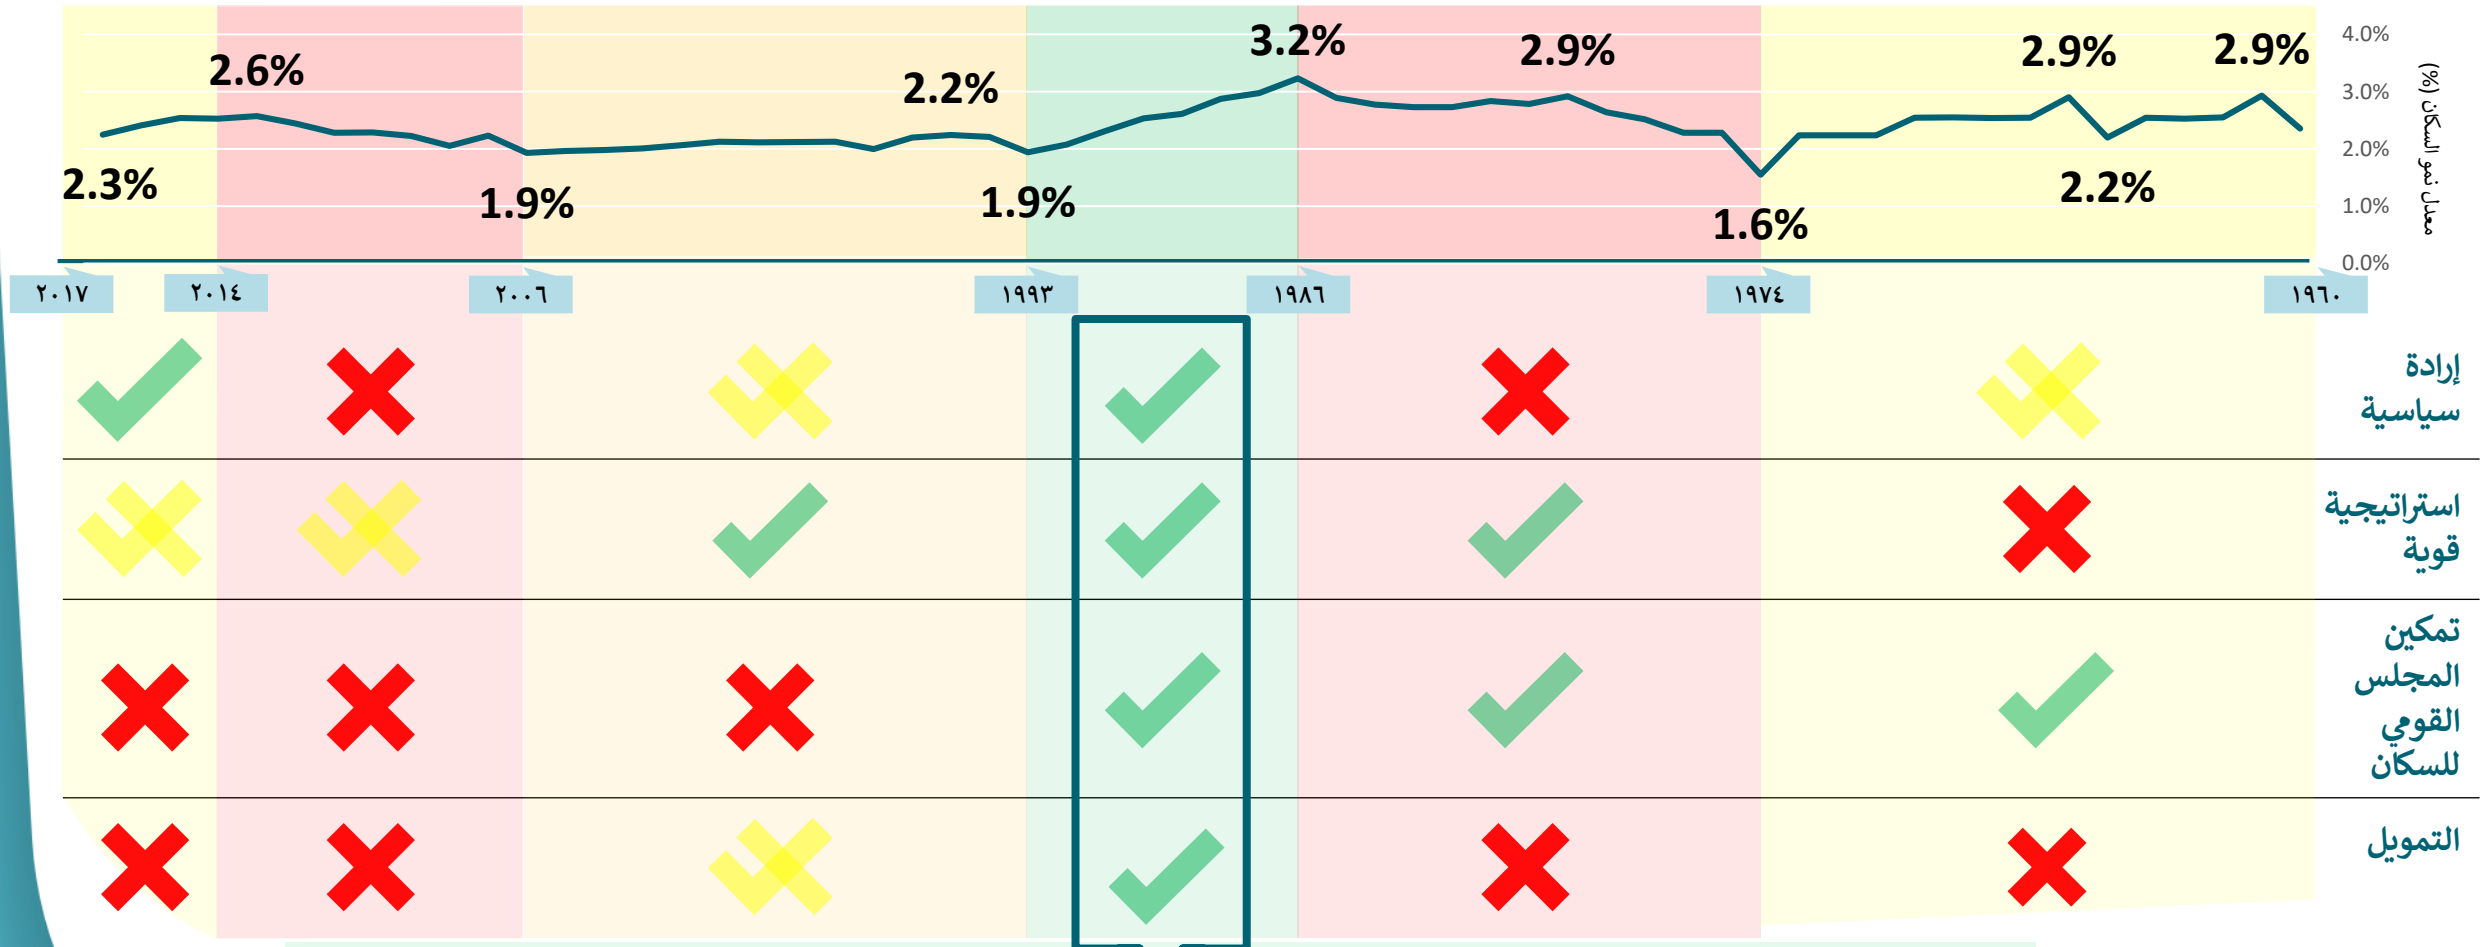 3.2%
2.9%
2.9%
2.9%
2.6%
2.2%
2.3%
1.9%
1.9%
1.6%
2.2%
4.0%
3.0%
2.0%
1.0%
0.0%
معدل نمو السكان (%)
١٩٦٠
١٩٧٤
١٩٨٦
١٩٩٣
٢٠٠٦
٢٠١٤
٢٠١٧
إرادة
سياسية
استراتيجية
قوية
تمكين
المجلس
القومي
للسكان
التمويل